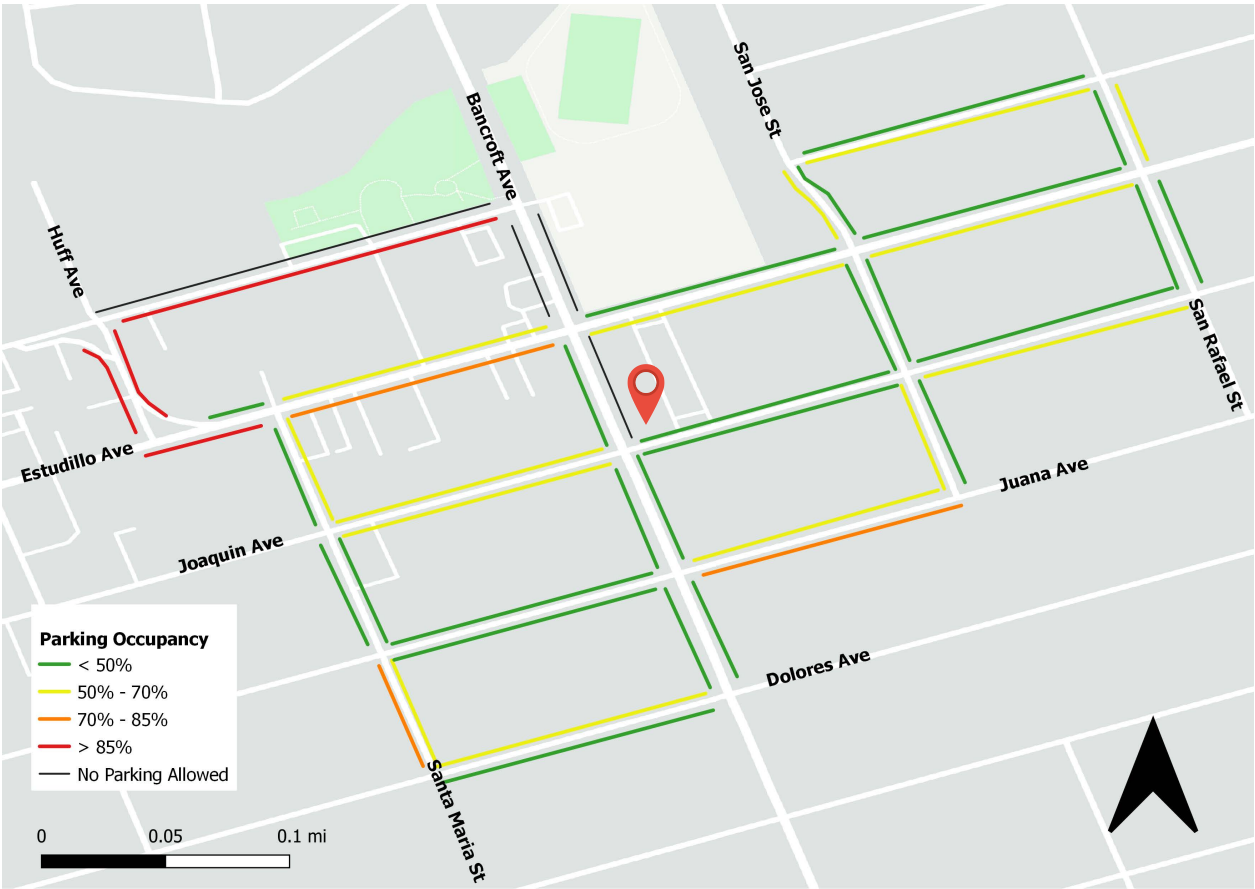 San Jose St
Bancroft Ave
Huff Ave
San Rafael St
Estudillo Ave
Juana Ave
Joaquin Ave
Dolores Ave
Santa Maria St
Parking Occupancy
< 50%
50% - 70%
70% - 85%
> 85%
No Parking Allowed
0 0.05 0.1 mi